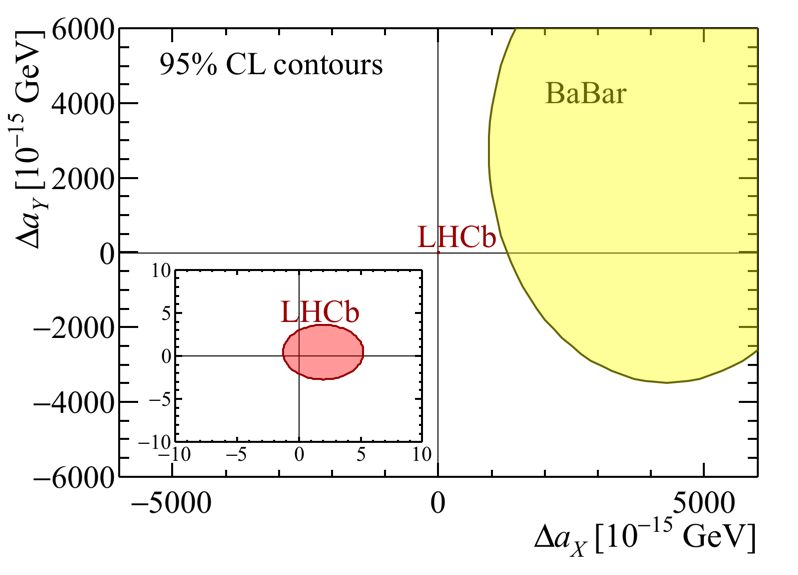 6000
95% CL contours
BaBar
4000
2000
Δa_Y [10⁻¹⁵ GeV]
LHCb
0
10
LHCb
5
−2000
0
−5
−4000
−10
−10 −5 0 5 10
−6000
−5000 0 5000
Δa_X [10⁻¹⁵ GeV]